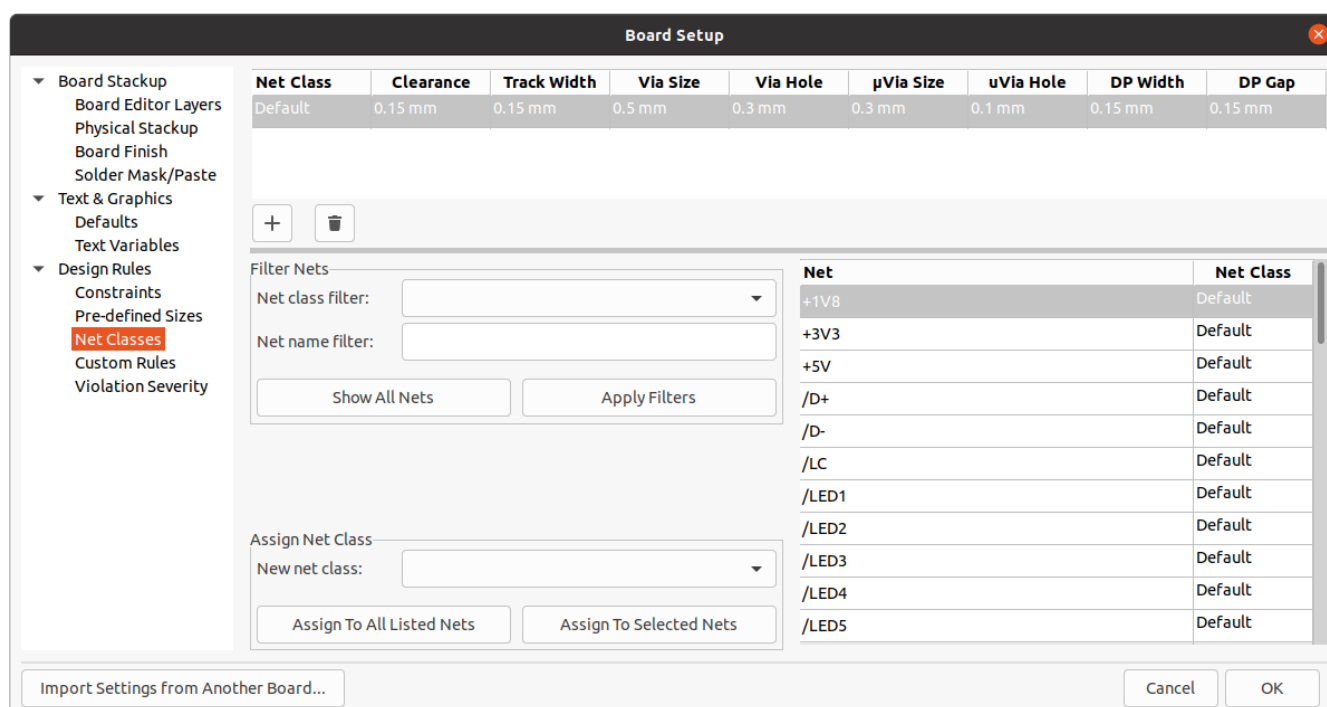 Board Setup
Board Stackup
Board Editor Layers
Physical Stackup
Board Finish
Solder Mask/Paste
Text & Graphics
Defaults
Text Variables
Design Rules
Constraints
Pre-defined Sizes
Net Classes
Custom Rules
Violation Severity
Net Class Clearance Track Width Via Size Via Hole µVia Size uVia Hole DP Width DP Gap
Default 0.15 mm 0.15 mm 0.5 mm 0.3 mm 0.3 mm 0.1 mm 0.15 mm 0.15 mm
Filter Nets
Net class filter:
Net name filter:
Show All Nets Apply Filters
Assign Net Class
New net class:
Assign To All Listed Nets Assign To Selected Nets
Net Net Class
+1V8 Default
+3V3 Default
+5V Default
/D+ Default
/D- Default
/LC Default
/LED1 Default
/LED2 Default
/LED3 Default
/LED4 Default
/LED5 Default
Import Settings from Another Board... Cancel OK